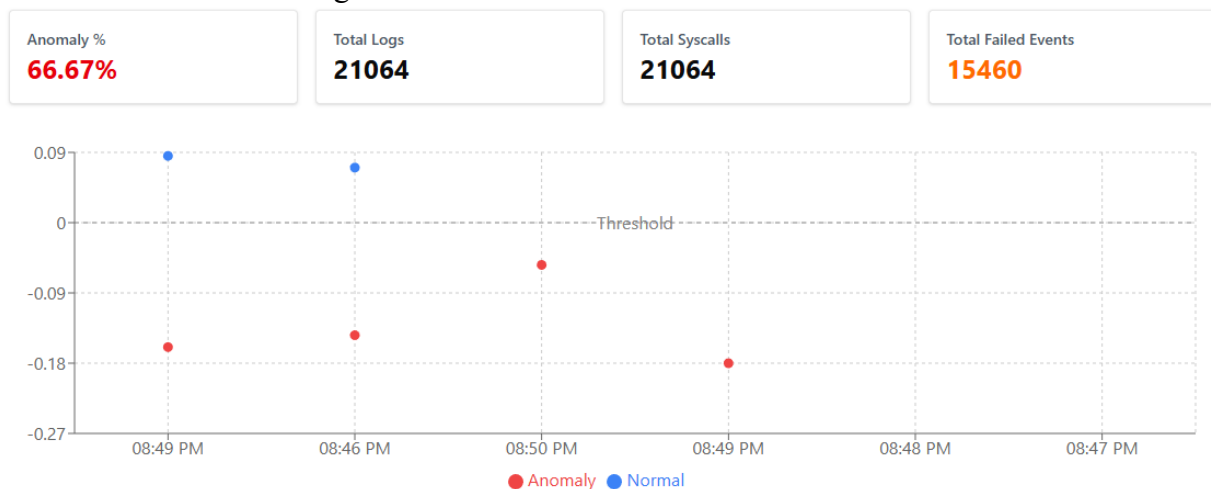 Anomaly % Total Logs Total Syscalls Total Failed Events
66.67% 21064 21064 15460
0.09
0
Threshold
-0.09
-0.18
-0.27
08:49 PM 08:46 PM 08:50 PM 08:49 PM 08:48 PM 08:47 PM
Anomaly Normal